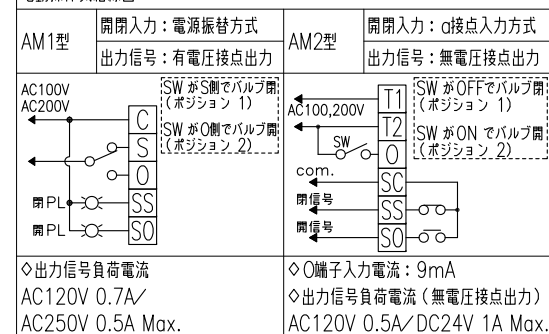 AM1型
開閉入力：電源振替方式
出力信号：有電圧接点出力
AM2型
開閉入力：a接点入力方式
出力信号：無電圧接点出力
AC100V
AC200V
SW がS側でバルブ閉
(ポジション 1)
SW がO側でバルブ開
(ポジション 2)
C
S
O
SS
SO
閉PL
開PL
AC100,200V
SW
com.
閉信号
開信号
T1
T2
O
SC
SS
SO
SW がOFFでバルブ閉
(ポジション 1)
SW がON でバルブ開
(ポジション 2)
◇出力信号負荷電流
AC120V 0.7A/
AC250V 0.5A Max.
◇O端子入力電流：9mA
◇出力信号負荷電流(無電圧接点出力)
AC120V 0.5A/DC24V 1A Max.